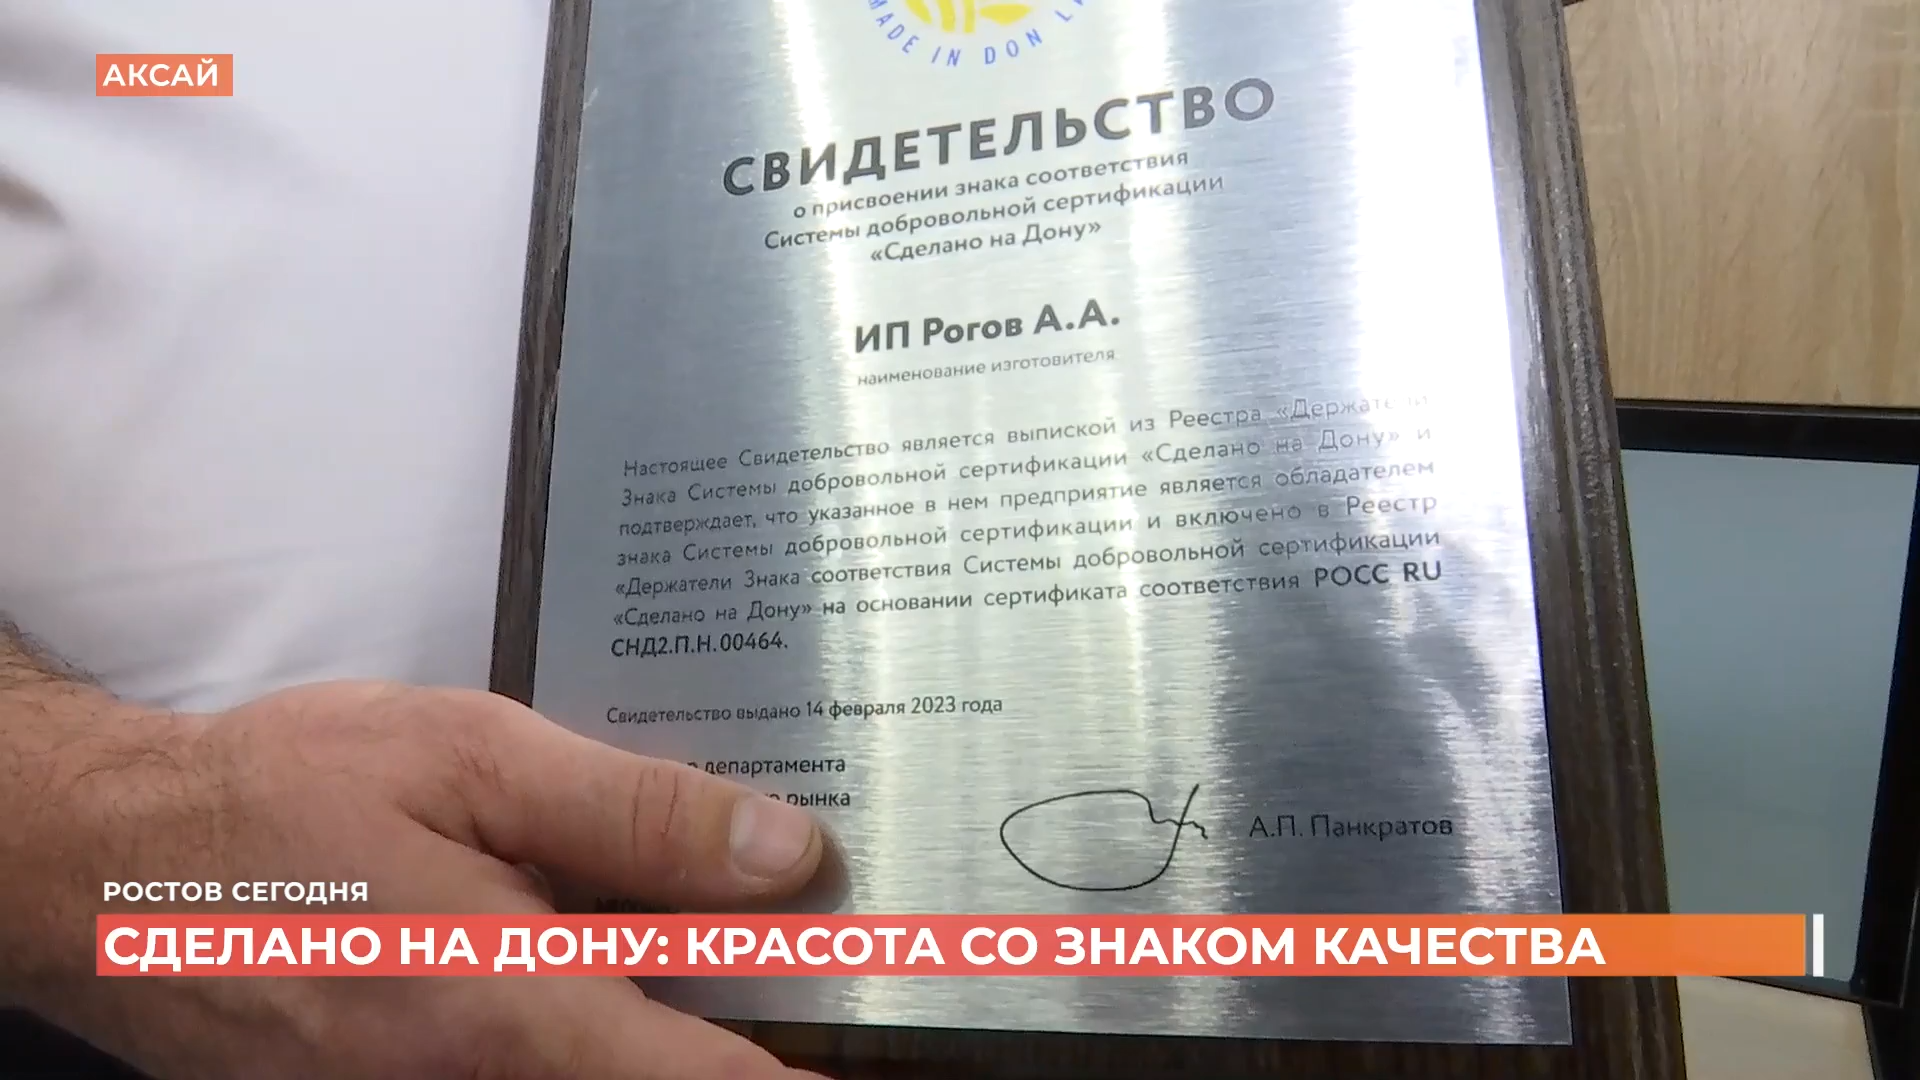 АКСАЙ
MADE IN DON
СВИДЕТЕЛЬСТВО
о присвоении знака соответствия
Системы добровольной сертификации
«Сделано на Дону»
ИП Рогов А.А.
наименование изготовителя
Настоящее Свидетельство является выпиской из Реестра «Держатели
Знака Системы добровольной сертификации «Сделано на Дону» и
подтверждает, что указанное в нем предприятие является обладателем
знака Системы добровольной сертификации и включено в Реестр
«Держатели Знака соответствия Системы добровольной сертификации
«Сделано на Дону» на основании сертификата соответствия РОСС RU
СНД2.П.Н.00464.
Свидетельство выдано 14 февраля 2023 года
департамента
рынка
А.П. Панкратов
РОСТОВ СЕГОДНЯ
СДЕЛАНО НА ДОНУ: КРАСОТА СО ЗНАКОМ КАЧЕСТВА